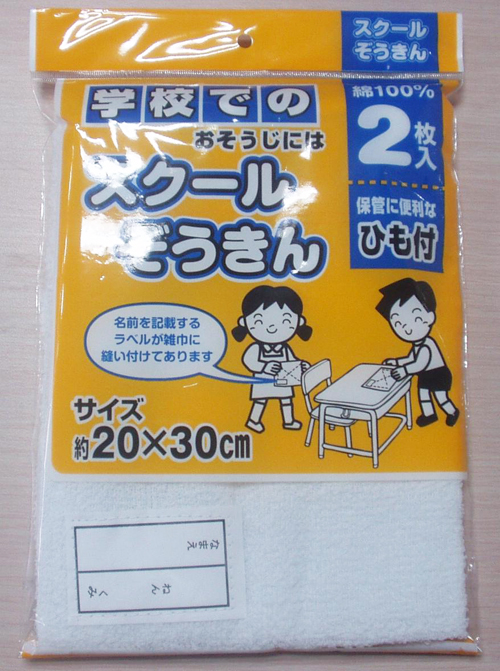 スクール
ぞうきん
学校での
おそうじには
スクール
ぞうきん
綿100%
2枚入
保管に便利な
ひも付
名前を記載する
ラベルが雑巾に
縫い付けてあります
サイズ
約20×30cm
なまえ
ねん くみ